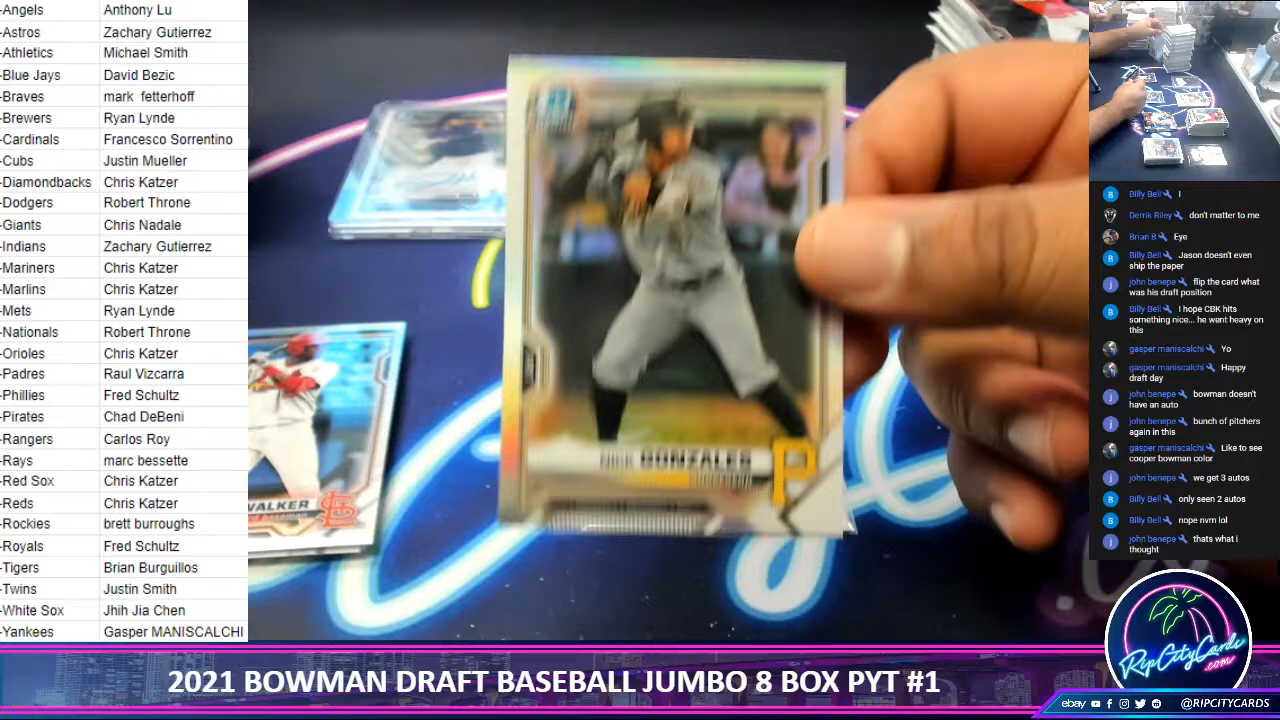 -Angels Anthony Lu
-Astros Zachary Gutierrez
-Athletics Michael Smith
-Blue Jays David Bezic
-Braves mark fetterhoff
-Brewers Ryan Lynde
-Cardinals Francesco Sorrentino
-Cubs Justin Mueller
-Diamondbacks Chris Katzer
-Dodgers Robert Throne
-Giants Chris Nadale
-Indians Zachary Gutierrez
-Mariners Chris Katzer
-Marlins Chris Katzer
-Mets Ryan Lynde
-Nationals Robert Throne
-Orioles Chris Katzer
-Padres Raul Vizcarra
-Phillies Fred Schultz
-Pirates Chad DeBeni
-Rangers Carlos Roy
-Rays marc bessette
-Red Sox Chris Katzer
-Reds Chris Katzer
-Rockies brett burroughs
-Royals Fred Schultz
-Tigers Brian Burguillos
-Twins Justin Smith
-White Sox Jhih Jia Chen
-Yankees Gasper MANISCALCHI
WALKER
baseman
NICK GONZALES
P
B Billy Bell I
Derrik Riley don't matter to me
Brian B Eye
B Billy Bell Jason doesn't even
ship the paper
j john benepe flip the card what
was his draft position
B Billy Bell I hope CBK hits
something nice... he went heavy on
this
gasper maniscalchi Yo
gasper maniscalchi Happy
draft day
j john benepe bowman doesn't
have an auto
j john benepe bunch of pitchers
again in this
gasper maniscalchi Like to see
cooper bowman color
j john benepe we get 3 autos
B Billy Bell only seen 2 autos
B Billy Bell nope nvm lol
j john benepe thats what i
thought
RipCityCards
.com
2021 BOWMAN DRAFT BASEBALL JUMBO 8 BOX PYT #1
ebay @RIPCITYCARDS